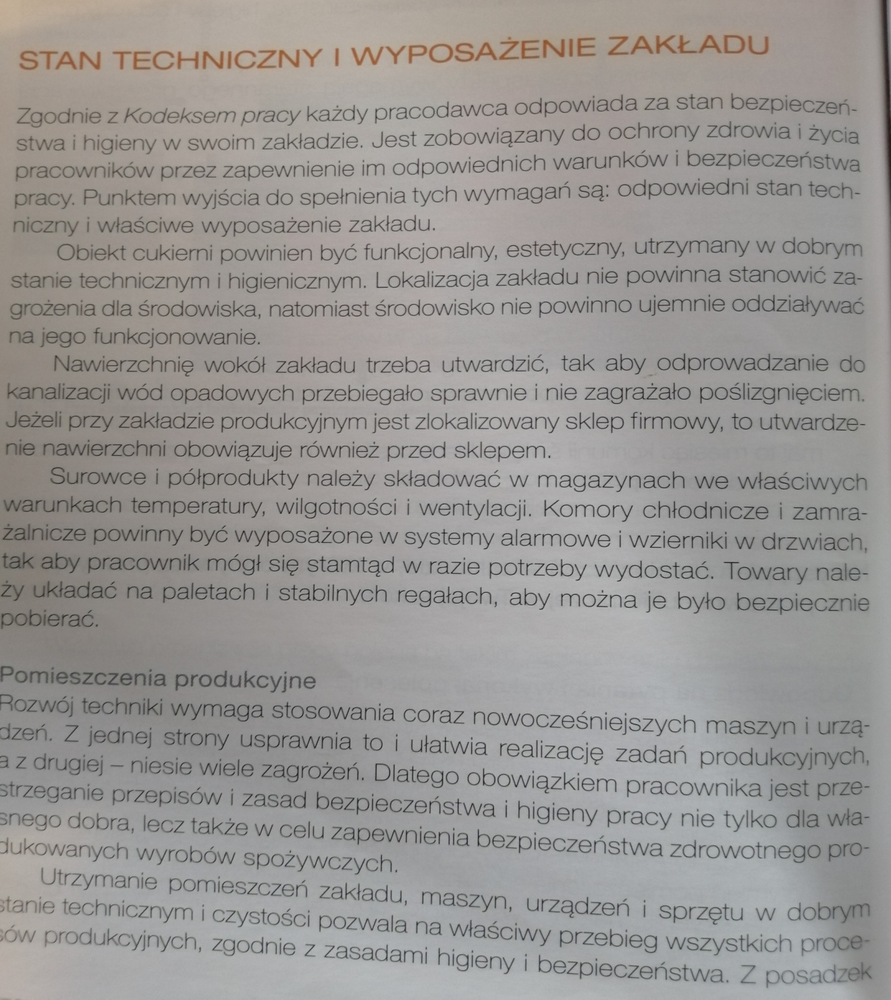 STAN TECHNICZNY I WYPOSAŻENIE ZAKŁADU
Zgodnie z Kodeksem pracy każdy pracodawca odpowiada za stan bezpieczeń-
stwa i higieny w swoim zakładzie. Jest zobowiązany do ochrony zdrowia i życia
pracowników przez zapewnienie im odpowiednich warunków i bezpieczeństwa
pracy. Punktem wyjścia do spełnienia tych wymagań są: odpowiedni stan tech-
niczny i właściwe wyposażenie zakładu.
Obiekt cukierni powinien być funkcjonalny, estetyczny, utrzymany w dobrym
stanie technicznym i higienicznym. Lokalizacja zakładu nie powinna stanowić za-
grożenia dla środowiska, natomiast środowisko nie powinno ujemnie oddziaływać
na jego funkcjonowanie.
Nawierzchnię wokół zakładu trzeba utwardzić, tak aby odprowadzanie do
kanalizacji wód opadowych przebiegało sprawnie i nie zagrażało poślizgnięciem.
Jeżeli przy zakładzie produkcyjnym jest zlokalizowany sklep firmowy, to utwardze-
nie nawierzchni obowiązuje również przed sklepem.
Surowce i półprodukty należy składować w magazynach we właściwych
warunkach temperatury, wilgotności i wentylacji. Komory chłodnicze i zamra-
żalnicze powinny być wyposażone w systemy alarmowe i wzierniki w drzwiach,
tak aby pracownik mógł się stamtąd w razie potrzeby wydostać. Towary nale-
ży układać na paletach i stabilnych regałach, aby można je było bezpiecznie
pobierać.
Pomieszczenia produkcyjne
Rozwój techniki wymaga stosowania coraz nowocześniejszych maszyn i urzą-
dzeń. Z jednej strony usprawnia to i ułatwia realizację zadań produkcyjnych,
a z drugiej – niesie wiele zagrożeń. Dlatego obowiązkiem pracownika jest prze-
strzeganie przepisów i zasad bezpieczeństwa i higieny pracy nie tylko dla wła-
snego dobra, lecz także w celu zapewnienia bezpieczeństwa zdrowotnego pro-
dukowanych wyrobów spożywczych.
Utrzymanie pomieszczeń zakładu, maszyn, urządzeń i sprzętu w dobrym
stanie technicznym i czystości pozwala na właściwy przebieg wszystkich proce-
sów produkcyjnych, zgodnie z zasadami higieny i bezpieczeństwa. Z posadzek